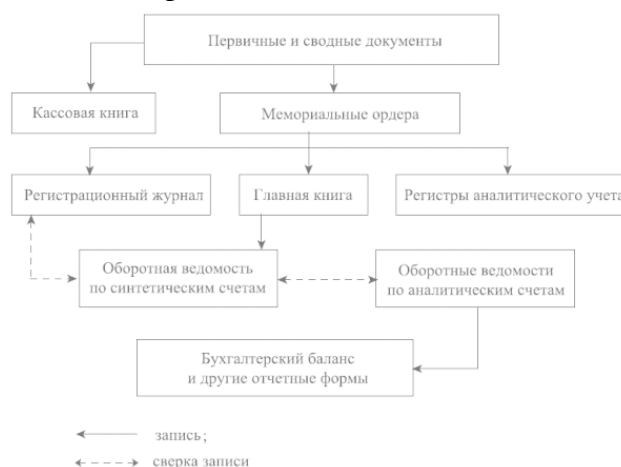 Первичные и сводные документы
Кассовая книга
Мемориальные ордера
Регистрационный журнал
Главная книга
Регистры аналитического учета
Оборотная ведомость
по синтетическим счетам
Оборотные ведомости
по аналитическим счетам
Бухгалтерский баланс
и другие отчетные формы
запись;
сверка записи